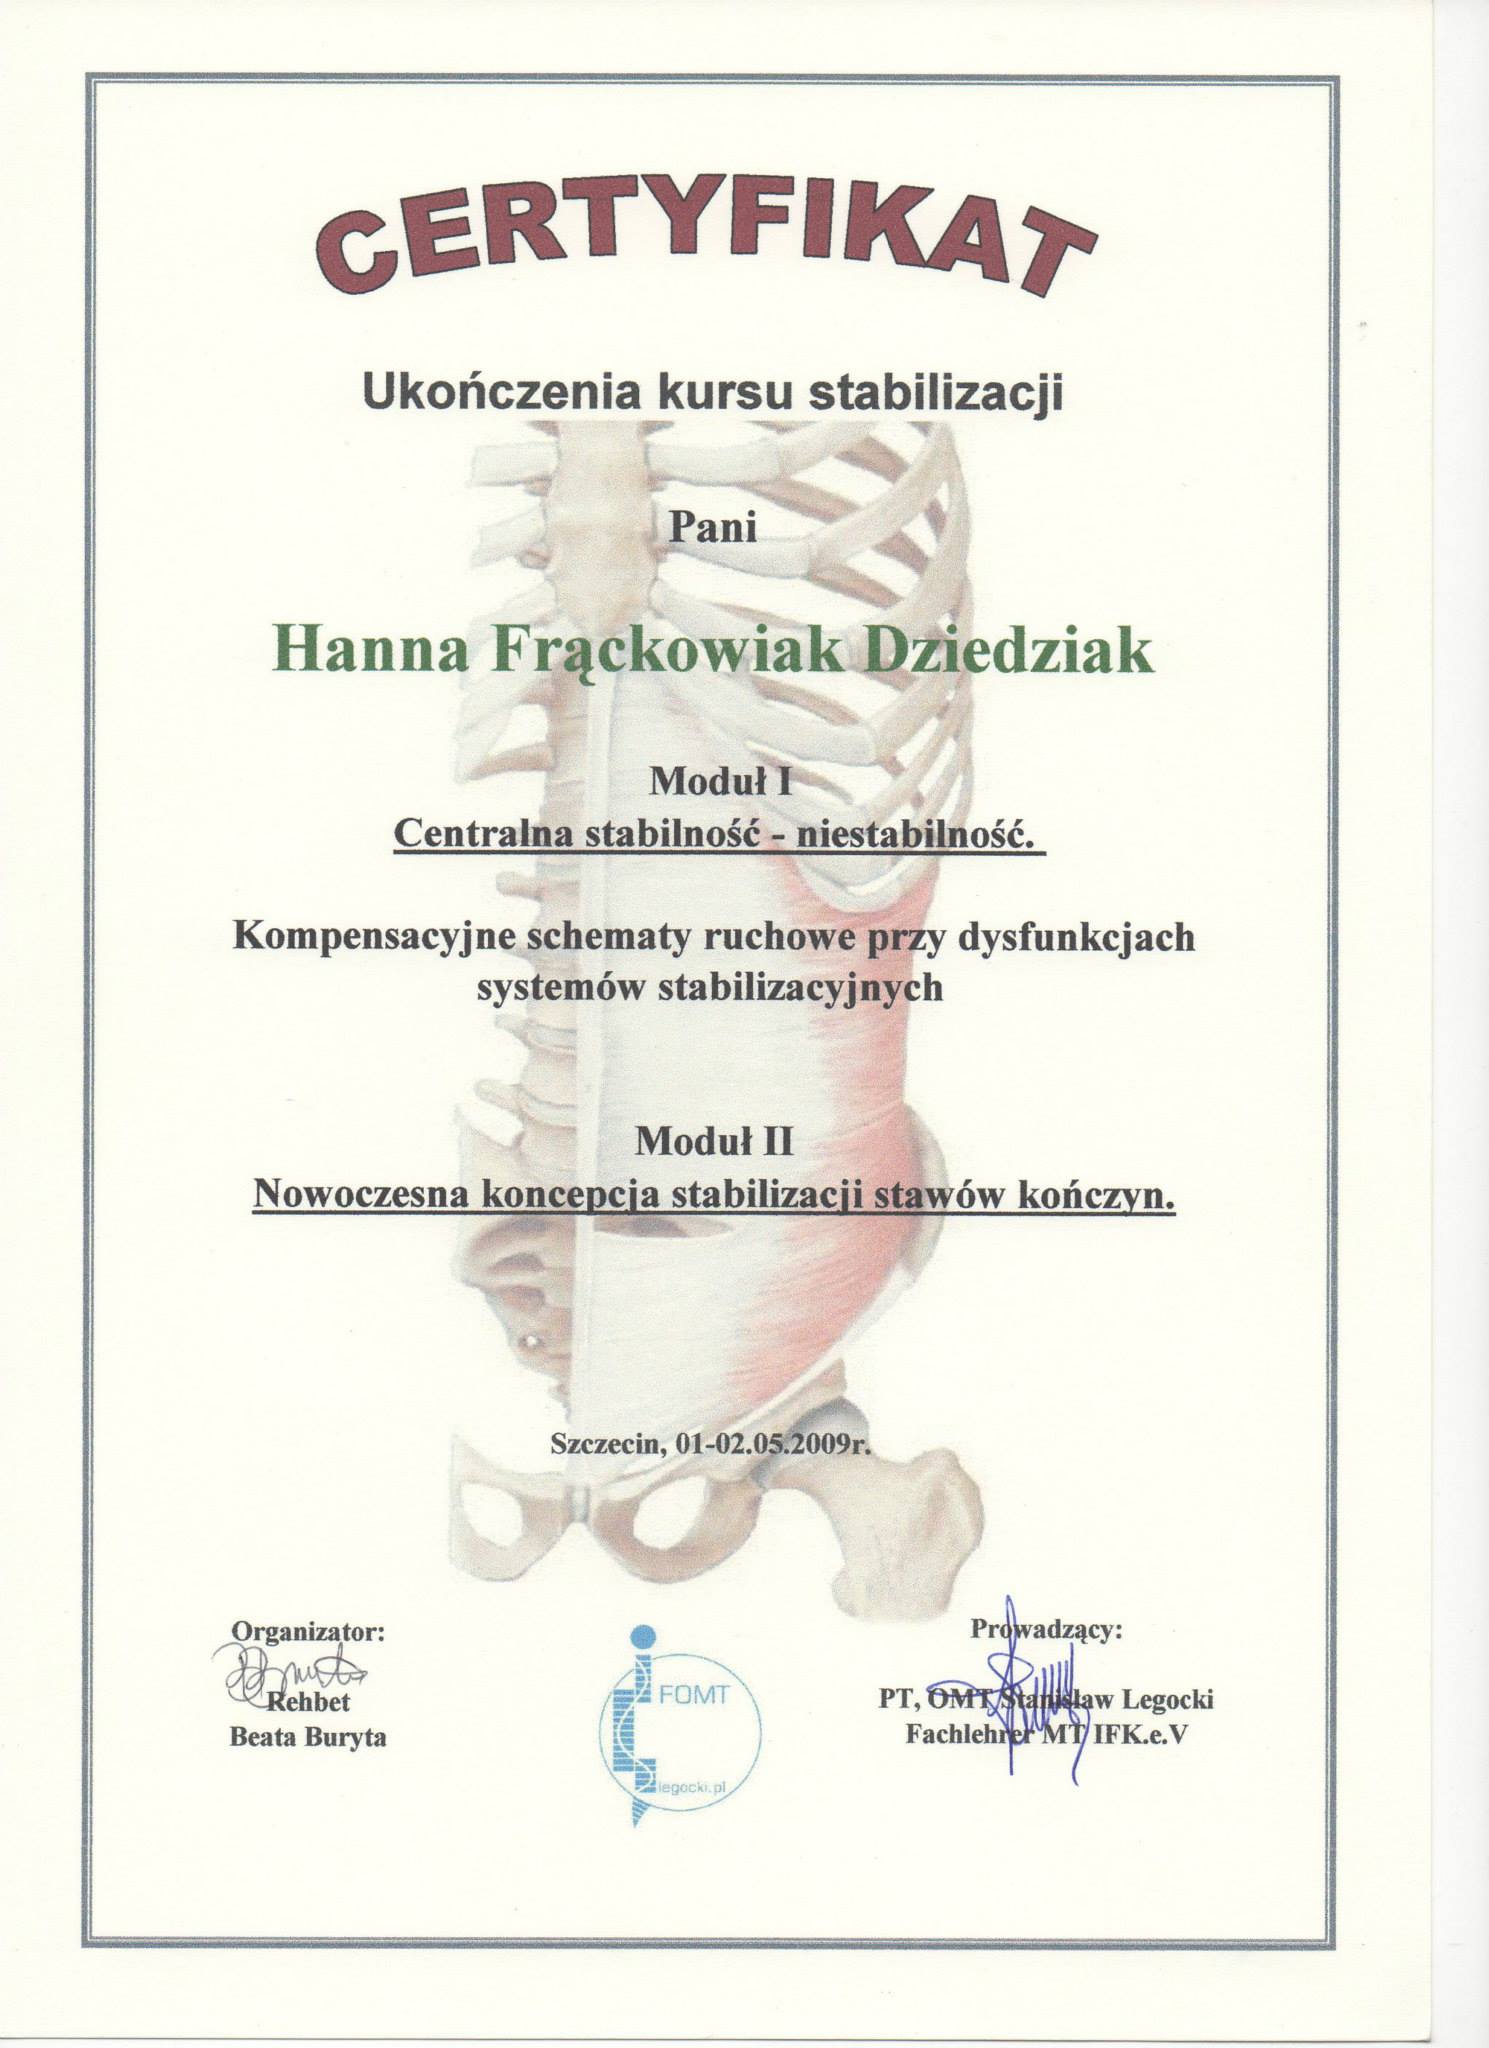 CERTYFIKAT
Ukończenia kursu stabilizacji
Pani
Hanna Frąckowiak Dziedziak
Moduł I
Centralna stabilność - niestabilność.
Kompensacyjne schematy ruchowe przy dysfunkcjach
systemów stabilizacyjnych
Moduł II
Nowoczesna koncepcja stabilizacji stawów kończyn.
Szczecin, 01-02.05.2009r.
Organizator:
Rehbet
Beata Buryta
FOMT
legocki.pl
Prowadzący:
PT, OMT Stanisław Legocki
Fachlehrer MT IFK.e.V